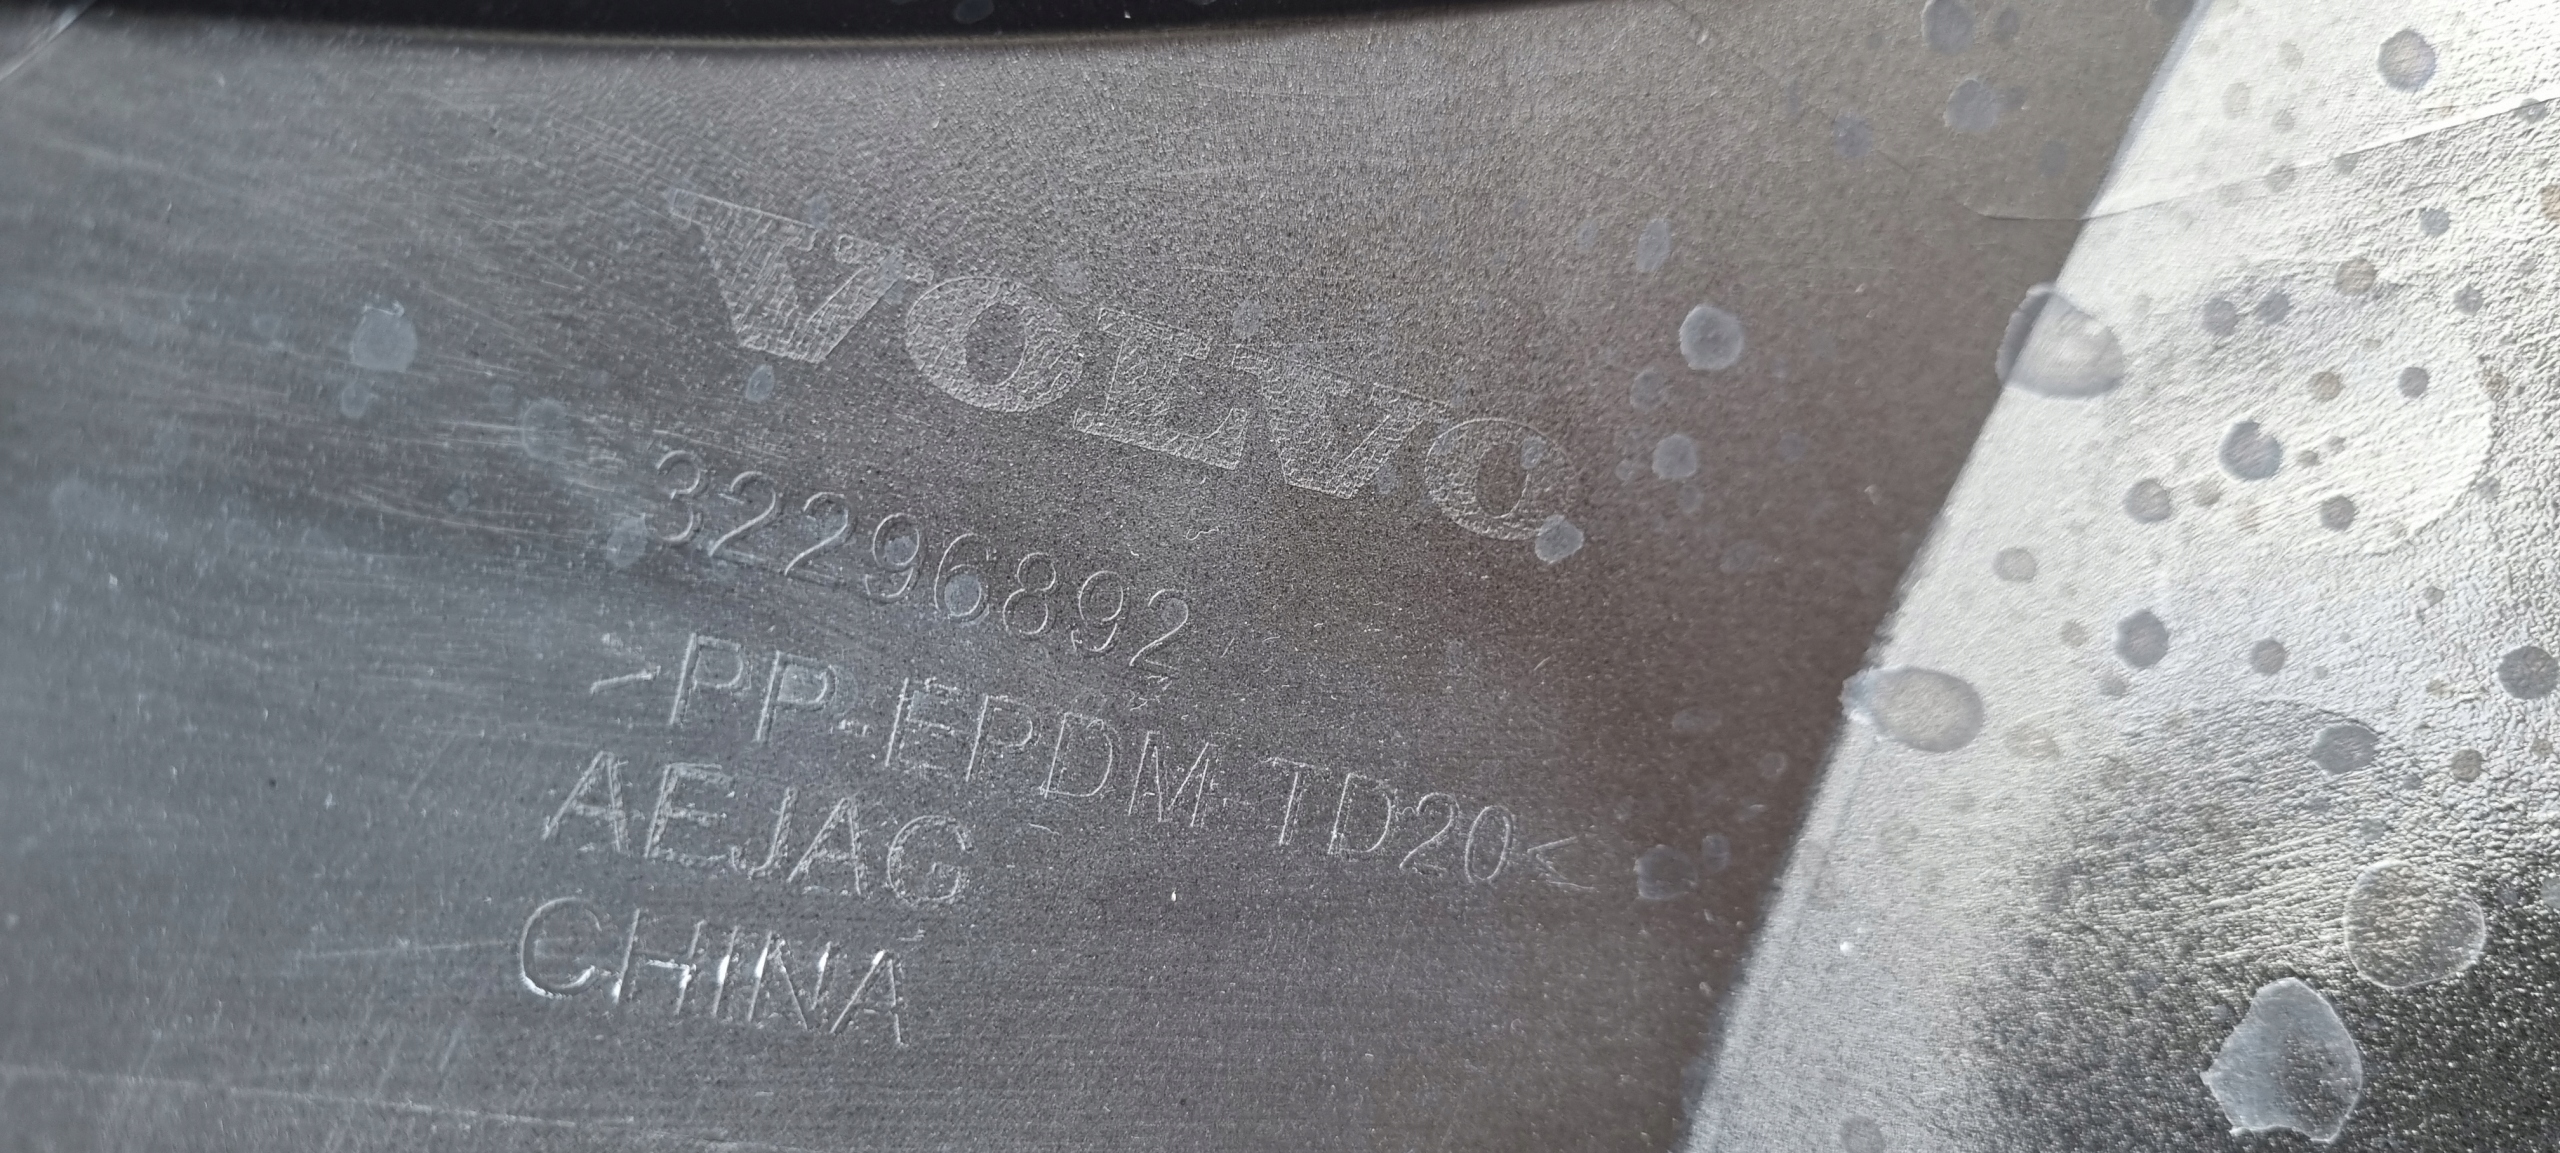 VOLVO
32296892
>PP-EPDM-TD20<
AEJAG
CHINA